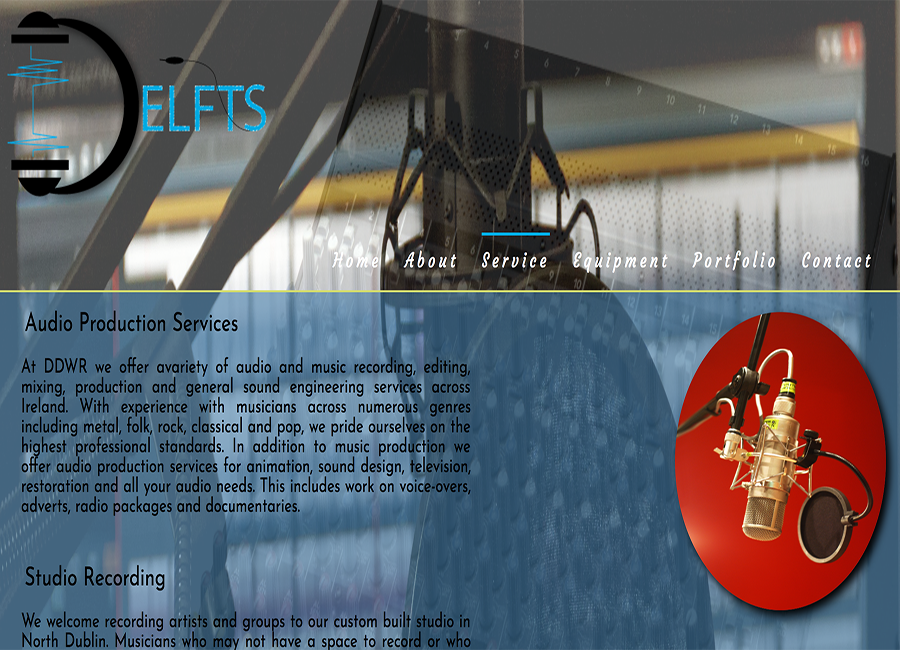 DELFTS
Home About Service Equipment Portfolio Contact
Audio Production Services
At DDWR we offer avariety of audio and music recording, editing,
mixing, production and general sound engineering services across
Ireland. With experience with musicians across numerous genres
including metal, folk, rock, classical and pop, we pride ourselves on the
highest professional standards. In addition to music production we
offer audio production services for animation, sound design, television,
restoration and all your audio needs. This includes work on voice-overs,
adverts, radio packages and documentaries.
Studio Recording
We welcome recording artists and groups to our custom built studio in
North Dublin. Musicians who may not have a space to record or who